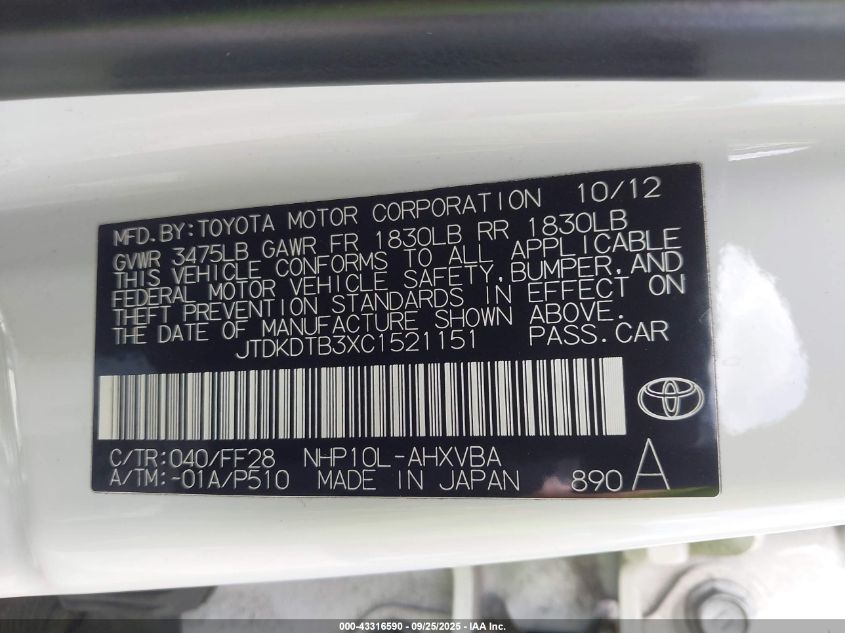 MFD.BY:TOYOTA MOTOR CORPORATION 10/12
GVWR 3475LB GAWR FR 1830LB RR 1830LB
THIS VEHICLE CONFORMS TO ALL APPLICABLE
FEDERAL MOTOR VEHICLE SAFETY,BUMPER,AND
THEFT PREVENTION STANDARDS IN EFFECT ON
THE DATE OF MANUFACTURE SHOWN ABOVE.
JTDKDTB3XC1521151 PASS.CAR
C/TR:040/FF28 NHP10L-AHXVBA
A/TM:-01A/P510 MADE IN JAPAN 890 A
000-43316590 - 09/25/2025 - IAA Inc.